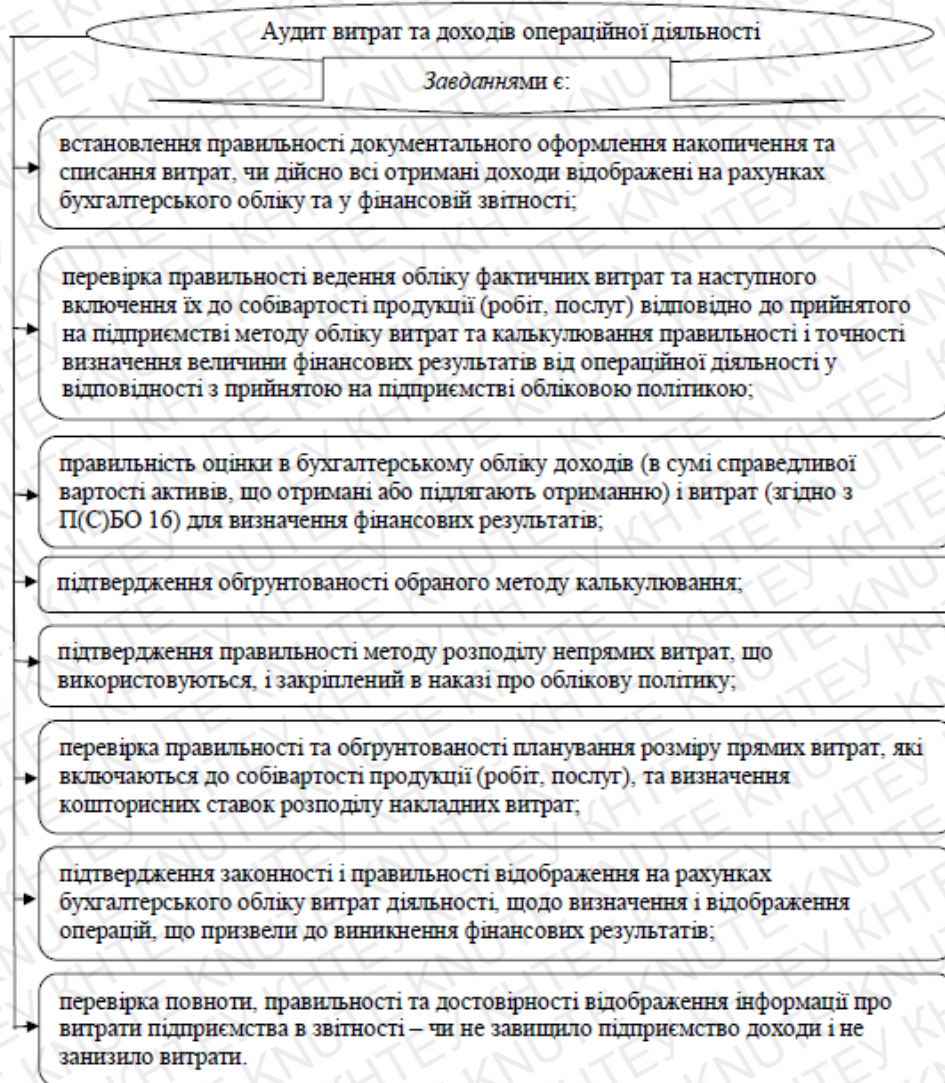 Аудит витрат та доходів операційної діяльності
Завданнями є:
встановлення правильності документального оформлення накопичення та
списання витрат, чи дійсно всі отримані доходи відображені на рахунках
бухгалтерського обліку та у фінансовій звітності;
перевірка правильності ведення обліку фактичних витрат та наступного
включення їх до собівартості продукції (робіт, послуг) відповідно до прийнятого
на підприємстві методу обліку витрат та калькулювання правильності і точності
визначення величини фінансових результатів від операційної діяльності у
відповідності з прийнятою на підприємстві обліковою політикою;
правильність оцінки в бухгалтерському обліку доходів (в сумі справедливої
вартості активів, що отримані або підлягають отриманню) і витрат (згідно з
П(С)БО 16) для визначення фінансових результатів;
підтвердження обґрунтованості обраного методу калькулювання;
підтвердження правильності методу розподілу непрямих витрат, що
використовуються, і закріплений в наказі про облікову політику;
перевірка правильності та обґрунтованості планування розміру прямих витрат, які
включаються до собівартості продукції (робіт, послуг), та визначення
кошторисних ставок розподілу накладних витрат;
підтвердження законності і правильності відображення на рахунках
бухгалтерського обліку витрат діяльності, щодо визначення і відображення
операцій, що призвели до виникнення фінансових результатів;
перевірка повноти, правильності та достовірності відображення інформації про
витрати підприємства в звітності – чи не завищило підприємство доходи і не
занизило витрати.